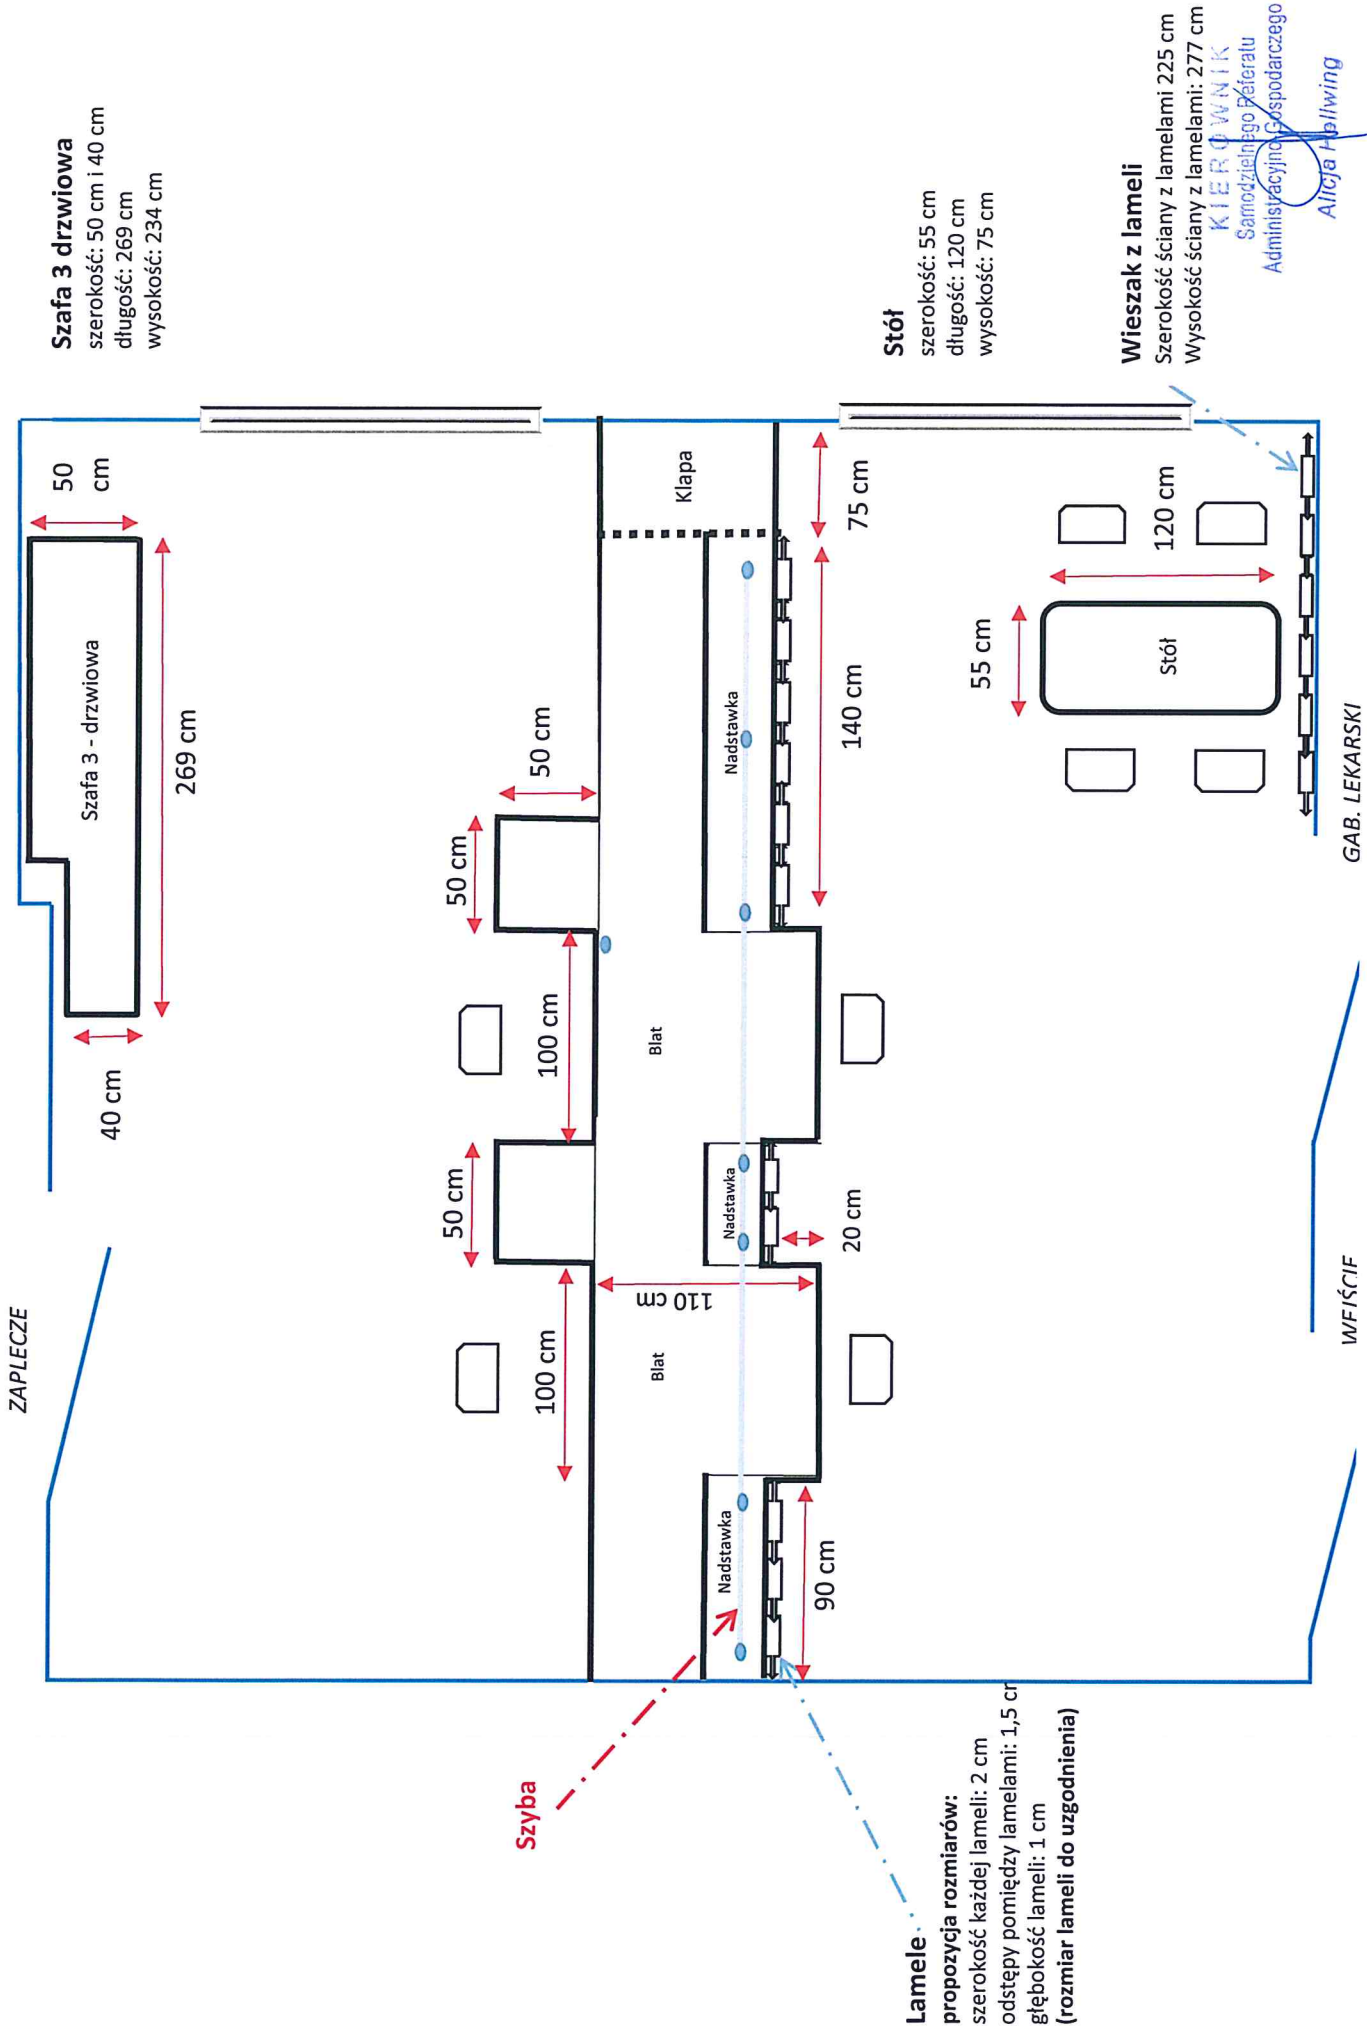 ZAPLECZE
Szafa 3 drzwiowa
szerokość: 50 cm i 40 cm
długość: 269 cm
wysokość: 234 cm
50
cm
Szafa 3 - drzwiowa
40 cm
269 cm
50 cm
50 cm
50 cm
100 cm
100 cm
Klapa
Blat
Blat
110 cm
Nadstawka
Nadstawka
Nadstawka
Szyba
90 cm
20 cm
140 cm
75 cm
Stół
szerokość: 55 cm
długość: 120 cm
wysokość: 75 cm
55 cm
120 cm
Stół
Lamele
propozycja rozmiarów:
szerokość każdej lameli: 2 cm
odstępy pomiędzy lamelami: 1,5 cr
głębokość lameli: 1 cm
(rozmiar lameli do uzgodnienia)
Wieszak z lameli
Szerokość ściany z lamelami 225 cm
Wysokość ściany z lamelami: 277 cm
KIEROWNIK
Samodzielnego Referatu
Administracyjno-Gospodarczego
Alicja Hellwing
WEJŚCIE
GAB. LEKARSKI